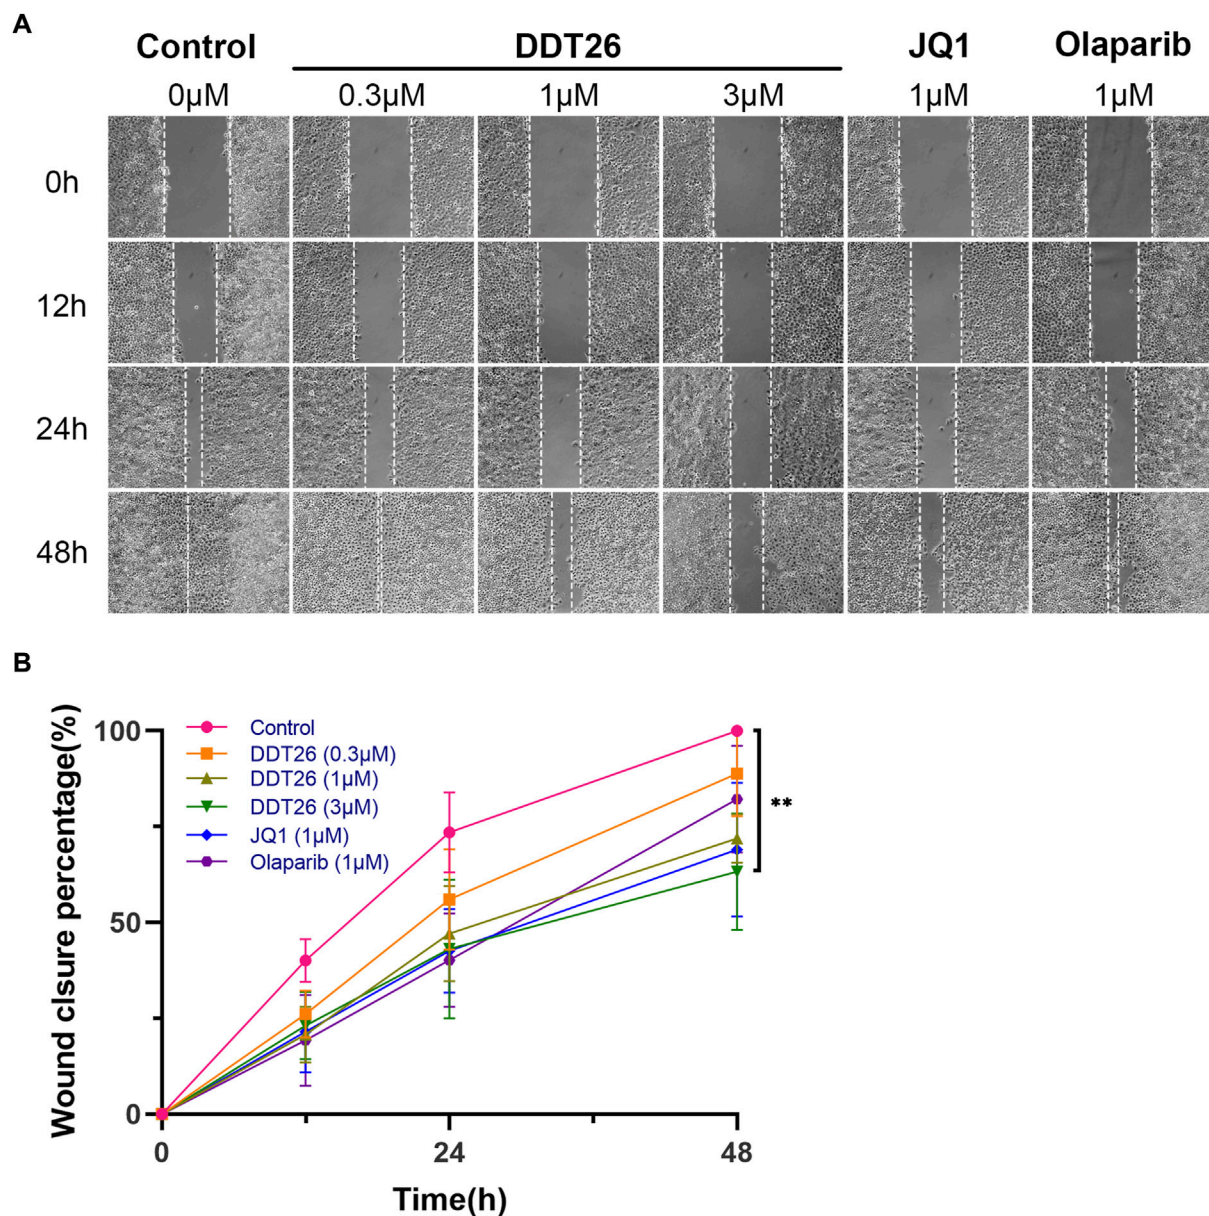 A
Control DDT26 JQ1 Olaparib
0μM 0.3μM 1μM 3μM 1μM 1μM
0h
12h
24h
48h
B
Wound clsure percentage(%)
100
50
0
Control
DDT26 (0.3μM)
DDT26 (1μM)
DDT26 (3μM)
JQ1 (1μM)
Olaparib (1μM)
**
0 24 48
Time(h)